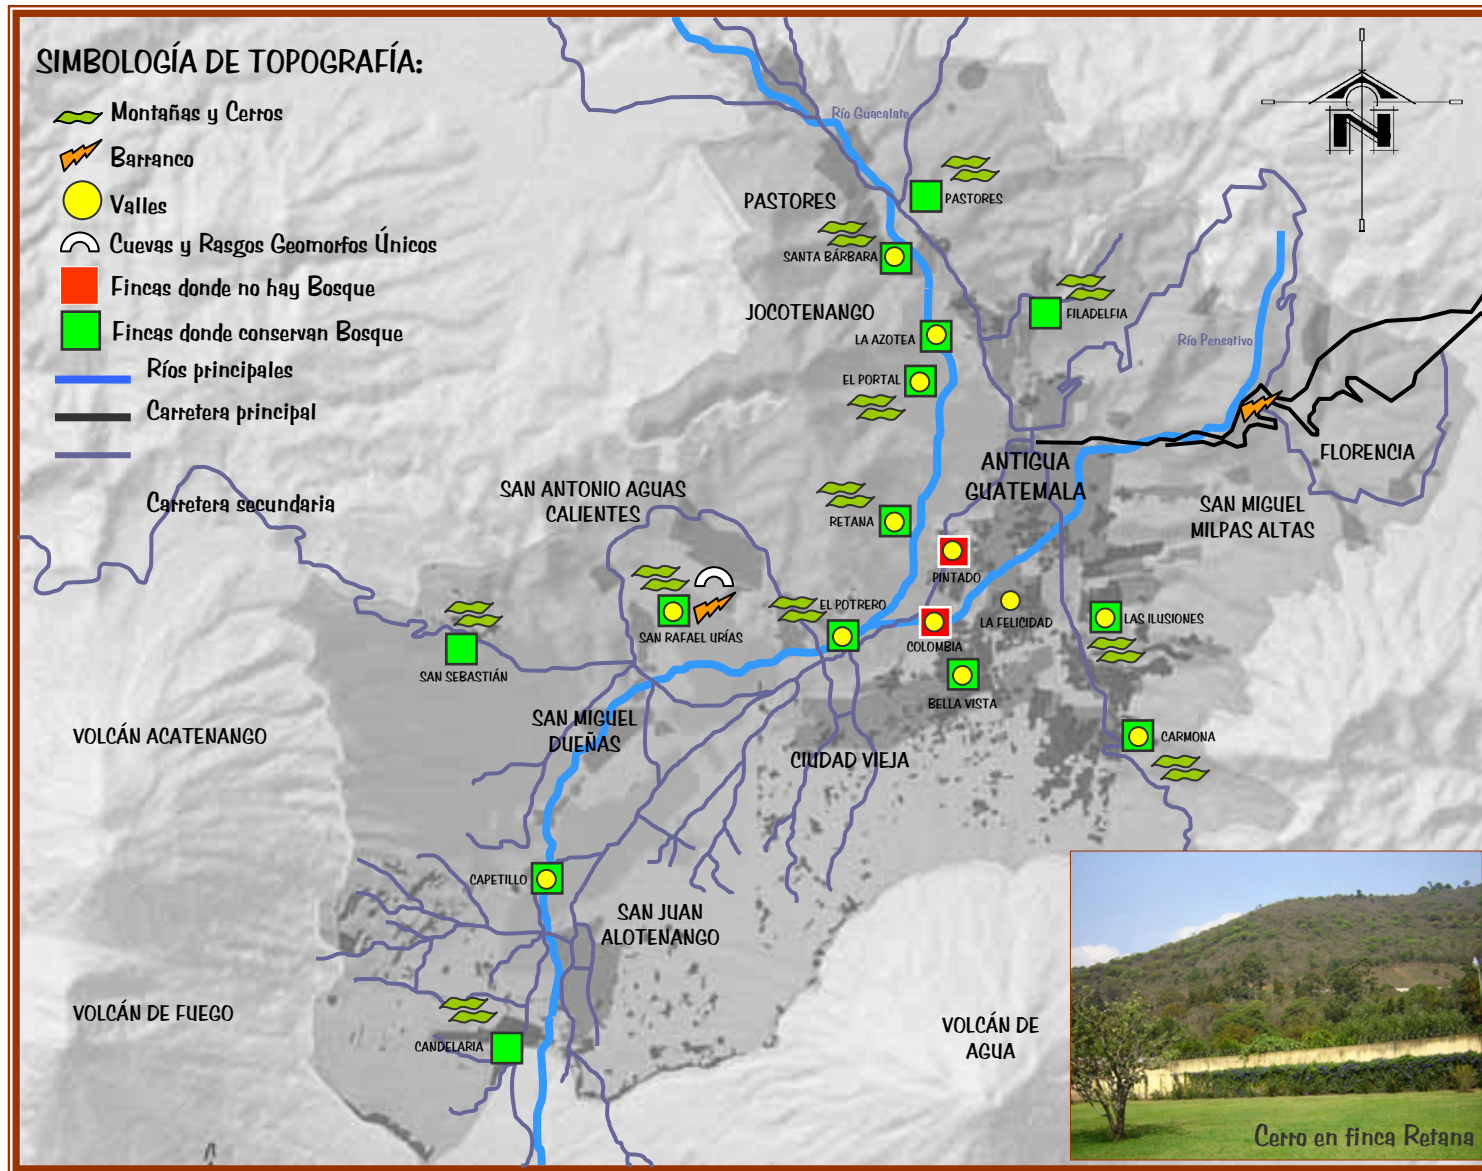 SIMBOLOGÍA DE TOPOGRAFÍA:
Montañas y Cerros
Barranco
Valles
Cuevas y Rasgos Geomorfos Únicos
Fincas donde no hay Bosque
Fincas donde conservan Bosque
Ríos principales
Carretera principal
Carretera secundaria
N
Río Guacalate
PASTORES
PASTORES
SANTA BÁRBARA
JOCOTENANGO
FILADELFIA
LA AZOTEA
Río Pensativo
EL PORTAL
FLORENCIA
ANTIGUA
GUATEMALA
SAN ANTONIO AGUAS
CALIENTES
SAN MIGUEL
MILPAS ALTAS
RETANA
PINTADO
EL POTRERO
LA FELICIDAD
LAS ILUSIONES
SAN RAFAEL URÍAS
COLOMBIA
SAN SEBASTIÁN
BELLA VISTA
SAN MIGUEL
DUEÑAS
VOLCÁN ACATENANGO
CARMONA
CIUDAD VIEJA
CAPETILLO
SAN JUAN
ALOTENANGO
VOLCÁN DE FUEGO
VOLCÁN DE
AGUA
CANDELARIA
Cerro en finca Retana